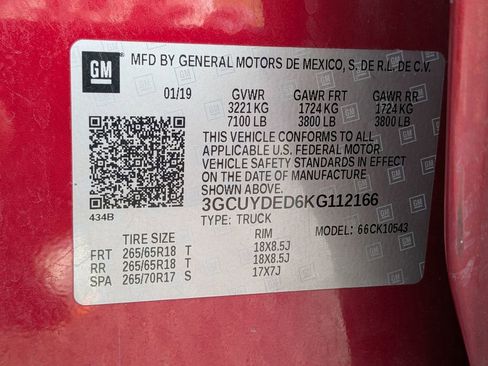 GM
MFD BY GENERAL MOTORS DE MEXICO, S. DE R.L. DE C.V.
01/19 GVWR GAWR FRT GAWR RR
3221 KG 1724 KG 1724 KG
7100 LB 3800 LB 3800 LB
THIS VEHICLE CONFORMS TO ALL
APPLICABLE U.S. FEDERAL MOTOR
VEHICLE SAFETY STANDARDS IN EFFECT
ON THE DATE OF MANUFACTURE
SHOWN ABOVE.
434B
3GCUYDED6KG112166
TYPE: TRUCK MODEL: 66CK10543
TIRE SIZE RIM
FRT 265/65R18 T 18X8.5J
RR 265/65R18 T 18X8.5J
SPA 265/70R17 S 17X7J